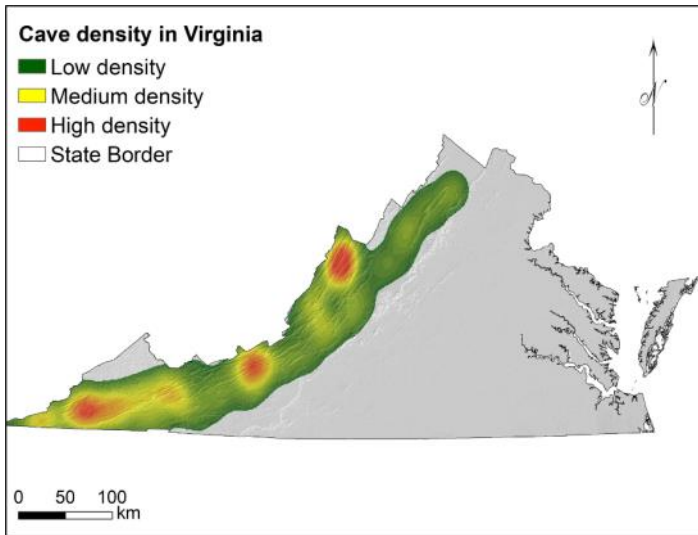 Cave density in Virginia
Low density
Medium density
High density
State Border
N
0 50 100
km